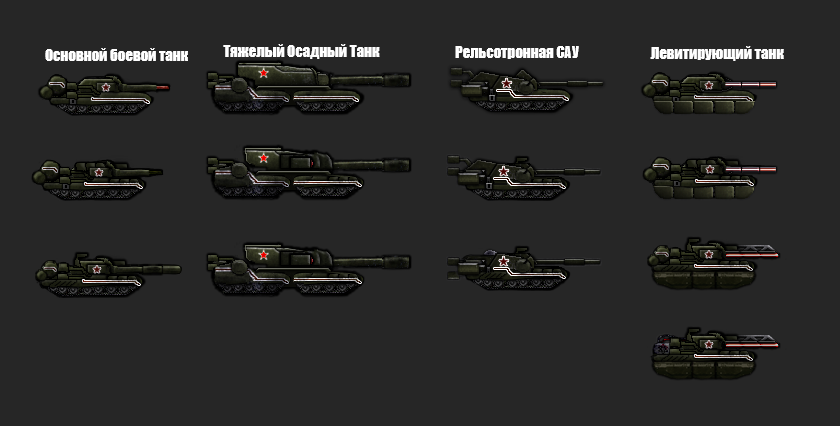 Основной боевой танк
Тяжелый Осадный Танк
Рельсотронная САУ
Левитирующий танк